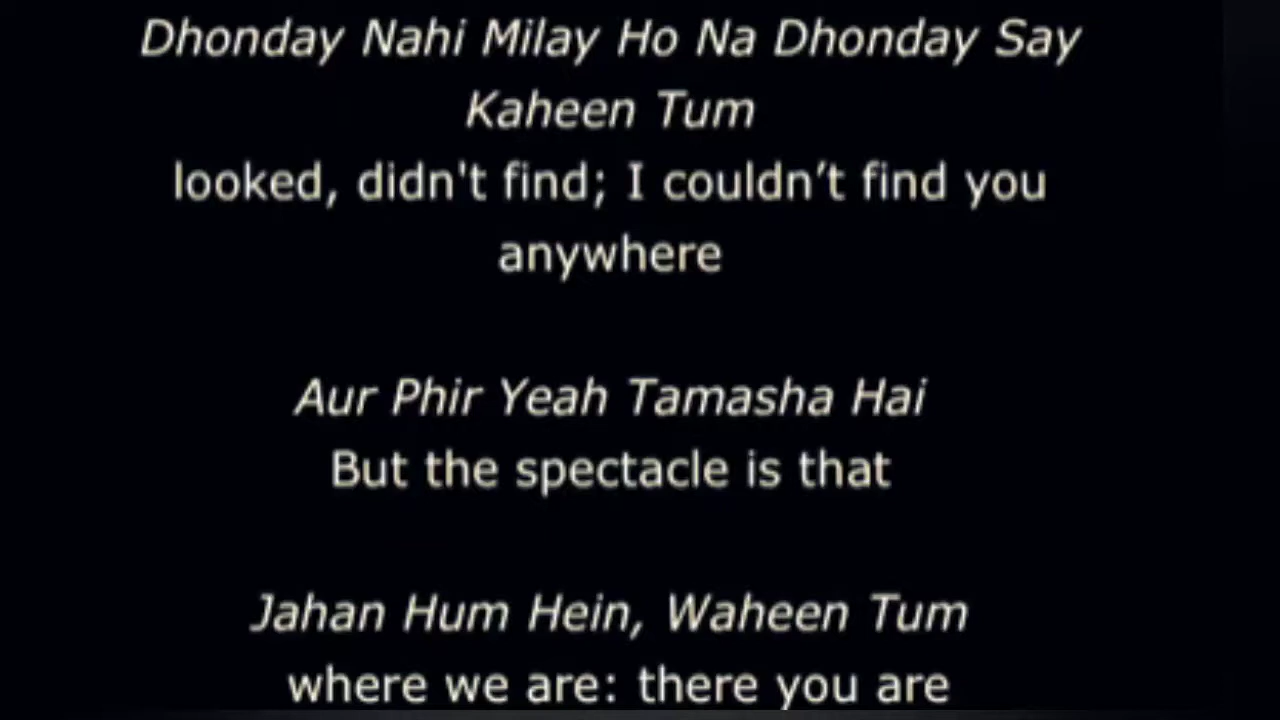 Dhonday Nahi Milay Ho Na Dhonday Say
Kaheen Tum
looked, didn't find; I couldn’t find you
anywhere
Aur Phir Yeah Tamasha Hai
But the spectacle is that
Jahan Hum Hein, Waheen Tum
where we are: there you are